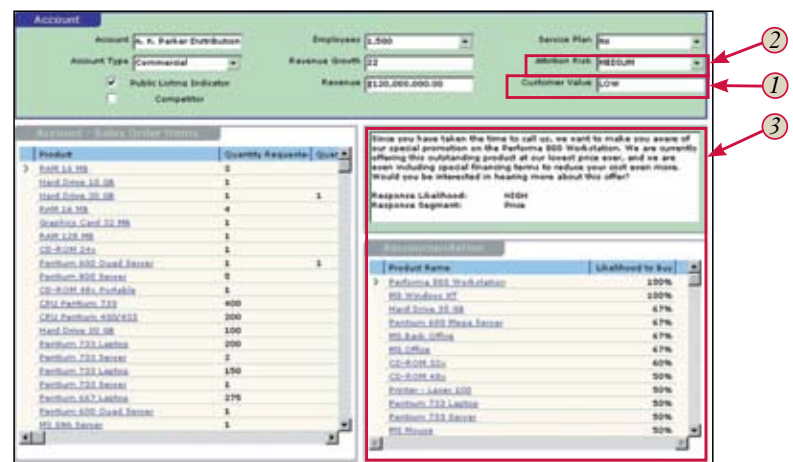 Account
Account A. K. Parker Distribution Employees 1,500 Service Plan No
Account Type Commercial Revenue Growth 22 Attrition Risk MEDIUM
Public Listing Indicator Revenue $120,000,000.00 Customer Value LOW
Competitor
2
1
3
Account - Sales Order Items
Product Quantity Requeste Quan
RAM 16 MB 2
Hard Drive 10 GB 1
Hard Drive 20 GB 1 1
RAM 16 MB 4
Graphics Card 32 MB 1
RAM 128 MB 1
CD-ROM 24x 1
Pentium 600 Quad Server 1 1
Pentium 800 Server 5
CD-ROM 48x Portable 1
CPU Pentium 733 400
CPU Pentium 400/433 200
Hard Drive 20 GB 100
Pentium 733 Laptop 200
Pentium 733 Server 2
Pentium 733 Laptop 150
Pentium 733 Server 1
Pentium 667 Laptop 275
Pentium 600 Quad Server 1
MS 586 Server 1
Since you have taken the time to call us, we want to make you aware of
our special promotion on the Performa 800 Workstation. We are currently
offering this outstanding product at our lowest price ever, and we are
even including special financing terms to reduce your cost even more.
Would you be interested in hearing more about this offer?
Response Likelihood: HIGH
Response Segment: Price
Recommendation
Product Name Likelihood to Buy
Performa 800 Workstation 100%
MS Windows XT 100%
Hard Drive 30 GB 67%
Pentium 600 Mega Server 67%
MS Back Office 67%
MS Office 67%
CD-ROM 32x 60%
CD-ROM 48x 50%
Printer - Laser 200 50%
Pentium 733 Laptop 50%
Pentium 733 Server 50%
MS Mouse 50%